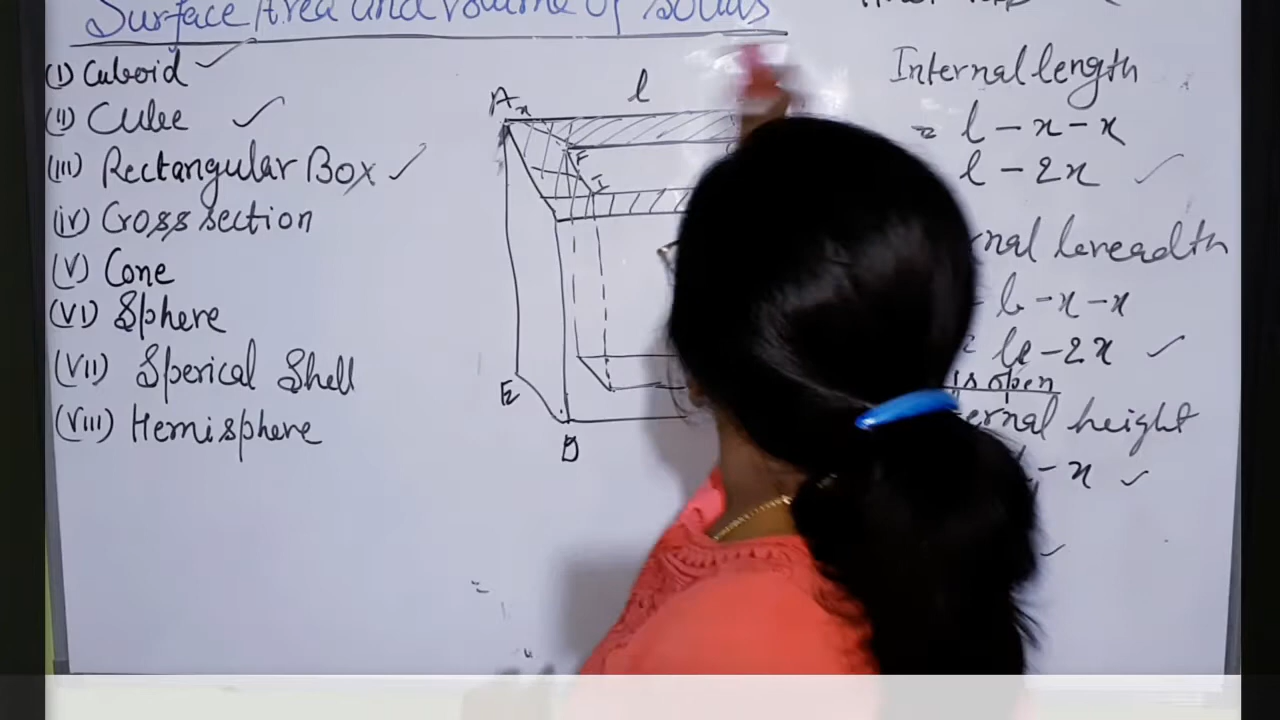 Surface Area and Volume of Solids
(I) Cuboid
(II) Cube
(III) Rectangular Box
(iv) Cross section
(V) Cone
(VI) Sphere
(VII) Sperical Shell
(VIII) Hemisphere
A x
l
F
I
E
D
Internal length
= l - x - x
l - 2x
nal breadth
- b - x - x
= b - 2x
is open
ernal height
- x